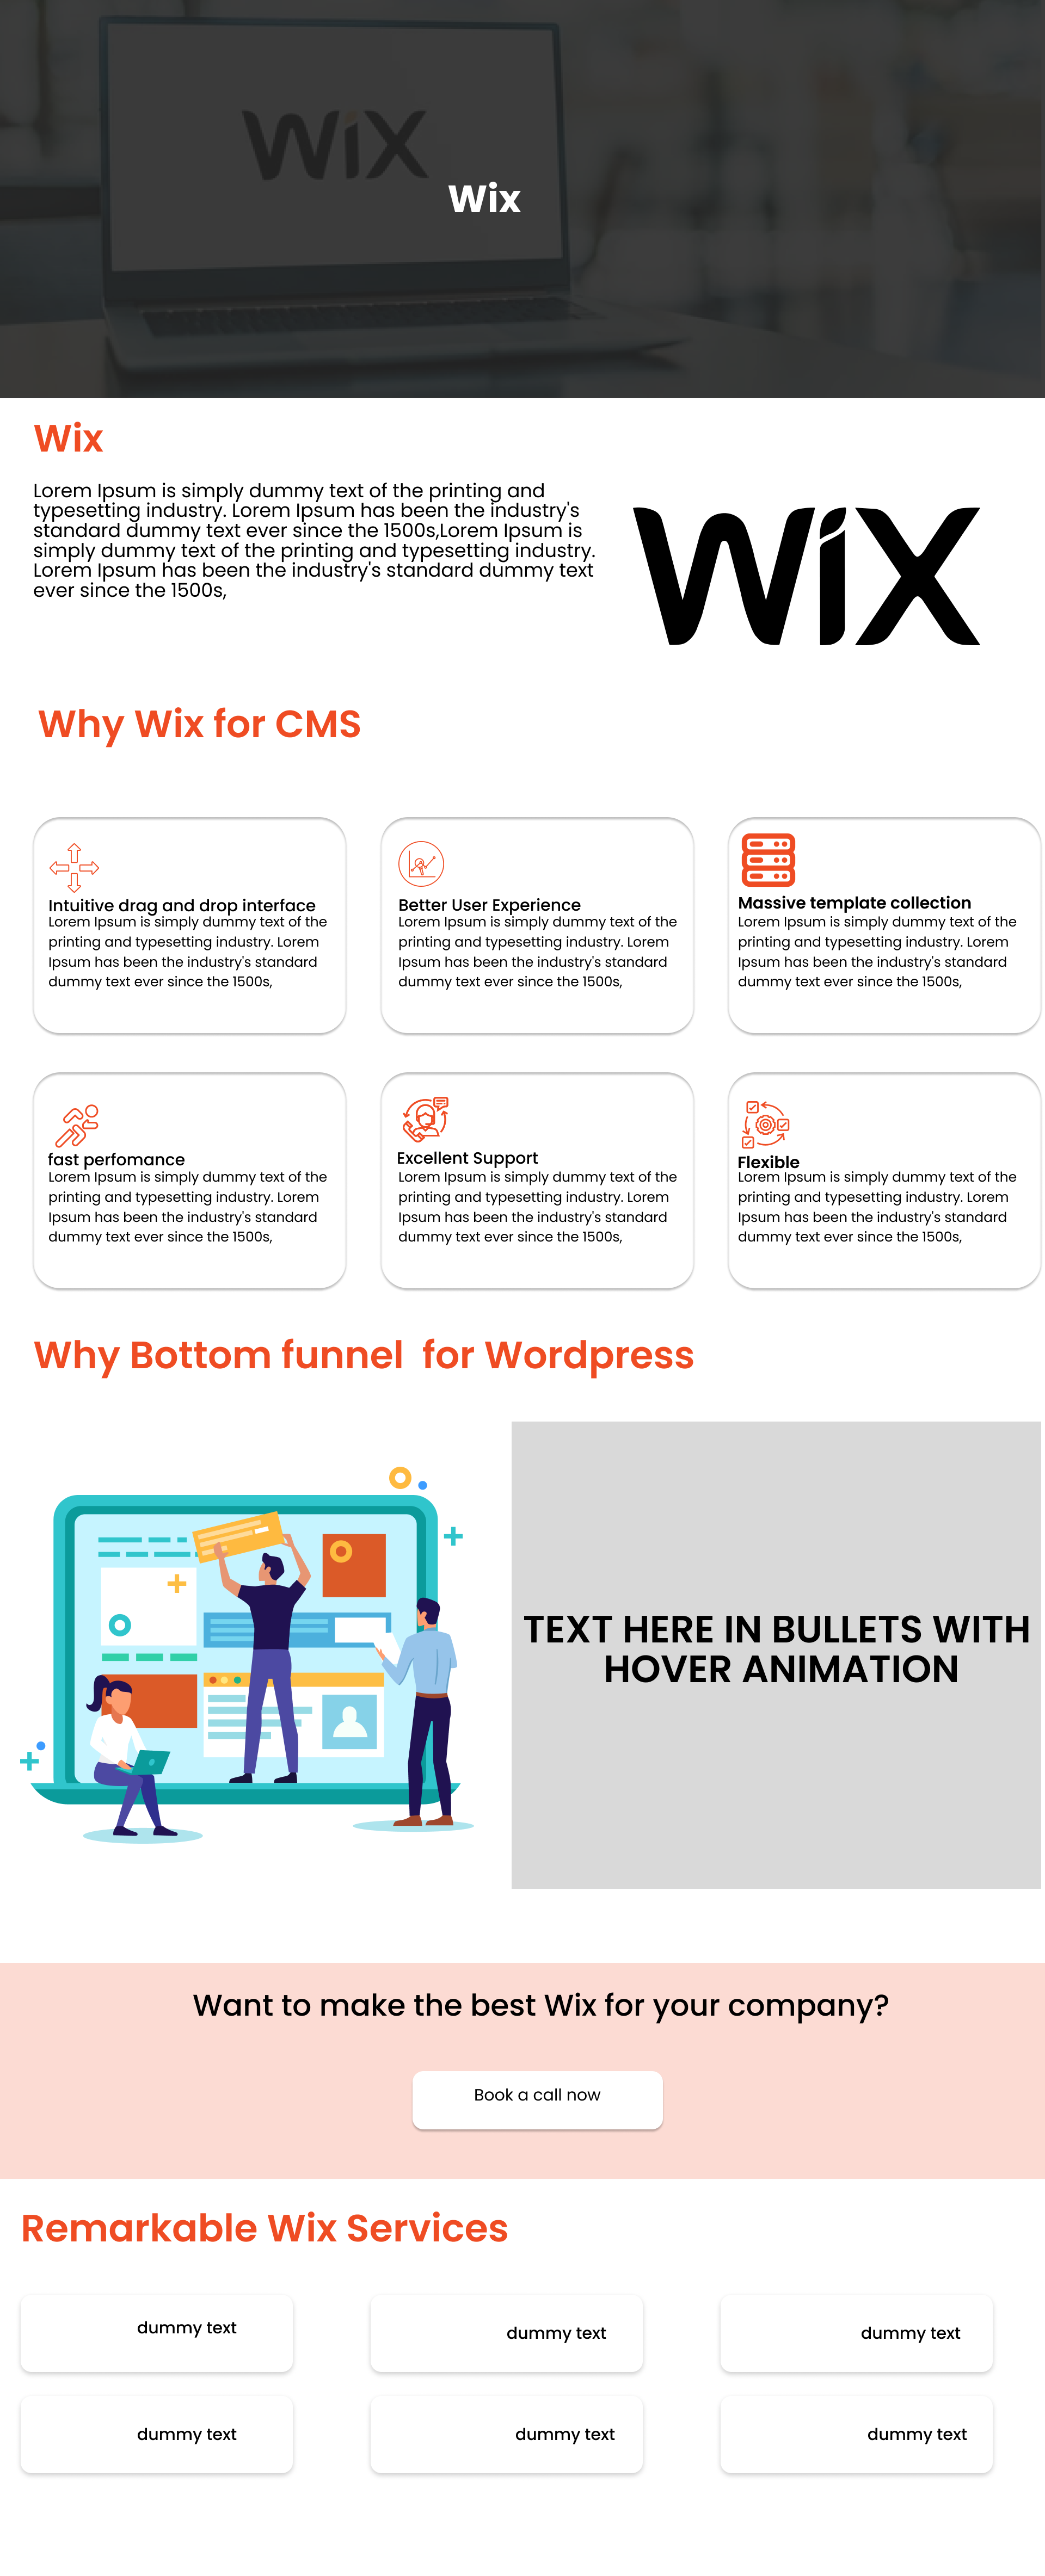 WiX
Wix
Wix
Lorem Ipsum is simply dummy text of the printing and
typesetting industry. Lorem Ipsum has been the industry's
standard dummy text ever since the 1500s,Lorem Ipsum is
simply dummy text of the printing and typesetting industry.
Lorem Ipsum has been the industry's standard dummy text
ever since the 1500s,
WiX
Why Wix for CMS
Intuitive drag and drop interface
Lorem Ipsum is simply dummy text of the
printing and typesetting industry. Lorem
Ipsum has been the industry's standard
dummy text ever since the 1500s,
Better User Experience
Lorem Ipsum is simply dummy text of the
printing and typesetting industry. Lorem
Ipsum has been the industry's standard
dummy text ever since the 1500s,
Massive template collection
Lorem Ipsum is simply dummy text of the
printing and typesetting industry. Lorem
Ipsum has been the industry's standard
dummy text ever since the 1500s,
fast perfomance
Lorem Ipsum is simply dummy text of the
printing and typesetting industry. Lorem
Ipsum has been the industry's standard
dummy text ever since the 1500s,
Excellent Support
Lorem Ipsum is simply dummy text of the
printing and typesetting industry. Lorem
Ipsum has been the industry's standard
dummy text ever since the 1500s,
Flexible
Lorem Ipsum is simply dummy text of the
printing and typesetting industry. Lorem
Ipsum has been the industry's standard
dummy text ever since the 1500s,
Why Bottom funnel  for Wordpress
TEXT HERE IN BULLETS WITH
HOVER ANIMATION
Want to make the best Wix for your company?
Book a call now
Remarkable Wix Services
dummy text
dummy text
dummy text
dummy text
dummy text
dummy text